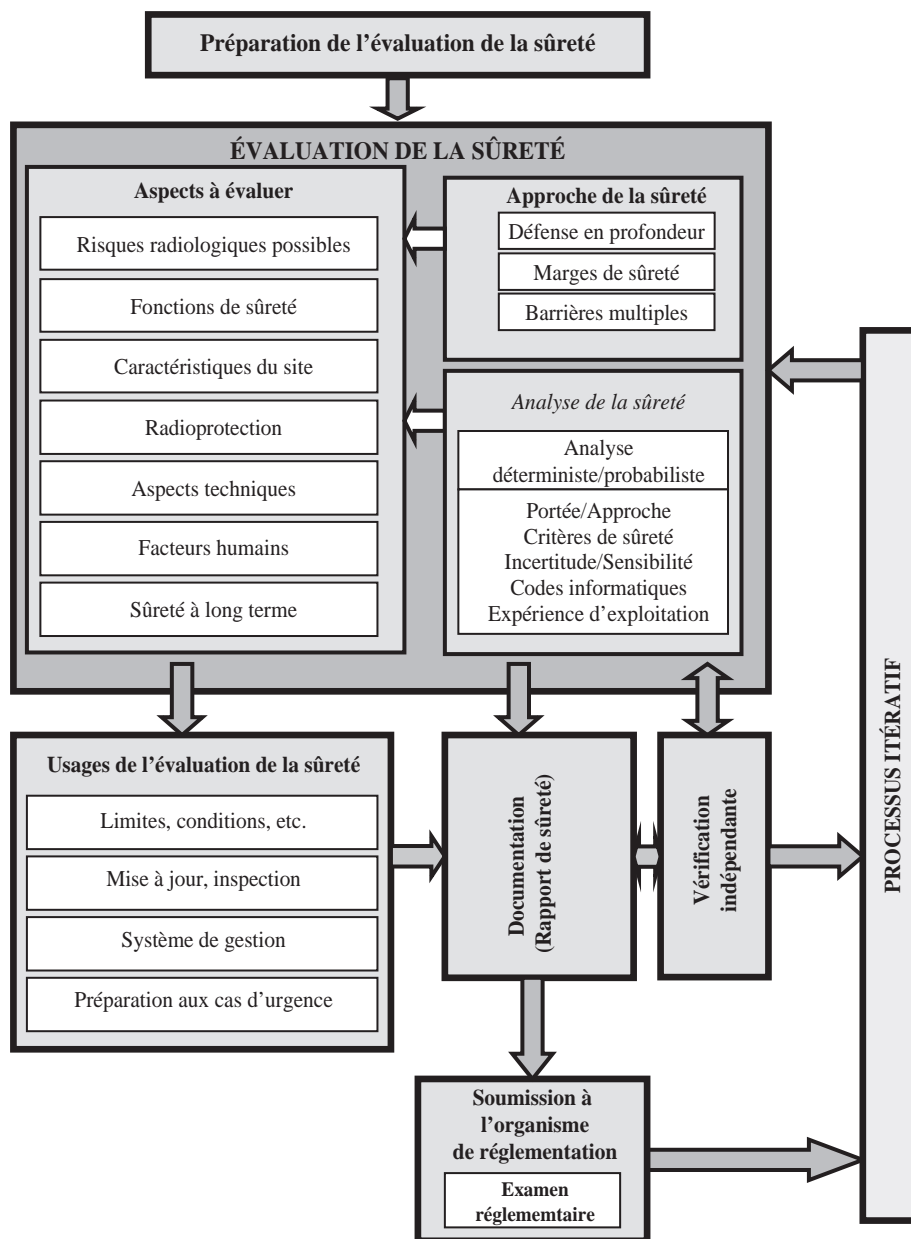 Préparation de l’évaluation de la sûreté
ÉVALUATION DE LA SÛRETÉ
Aspects à évaluer
Risques radiologiques possibles
Fonctions de sûreté
Caractéristiques du site
Radioprotection
Aspects techniques
Facteurs humains
Sûreté à long terme
Approche de la sûreté
Défense en profondeur
Marges de sûreté
Barrières multiples
Analyse de la sûreté
Analyse
déterministe/probabiliste
Portée/Approche
Critères de sûreté
Incertitude/Sensibilité
Codes informatiques
Expérience d’exploitation
Usages de l’évaluation de la sûreté
Limites, conditions, etc.
Mise à jour, inspection
Système de gestion
Préparation aux cas d’urgence
Documentation
(Rapport de sûreté)
Vérification
indépendante
PROCESSUS ITÉRATIF
Soumission à
l’organisme
de réglementation
Examen
réglememtaire